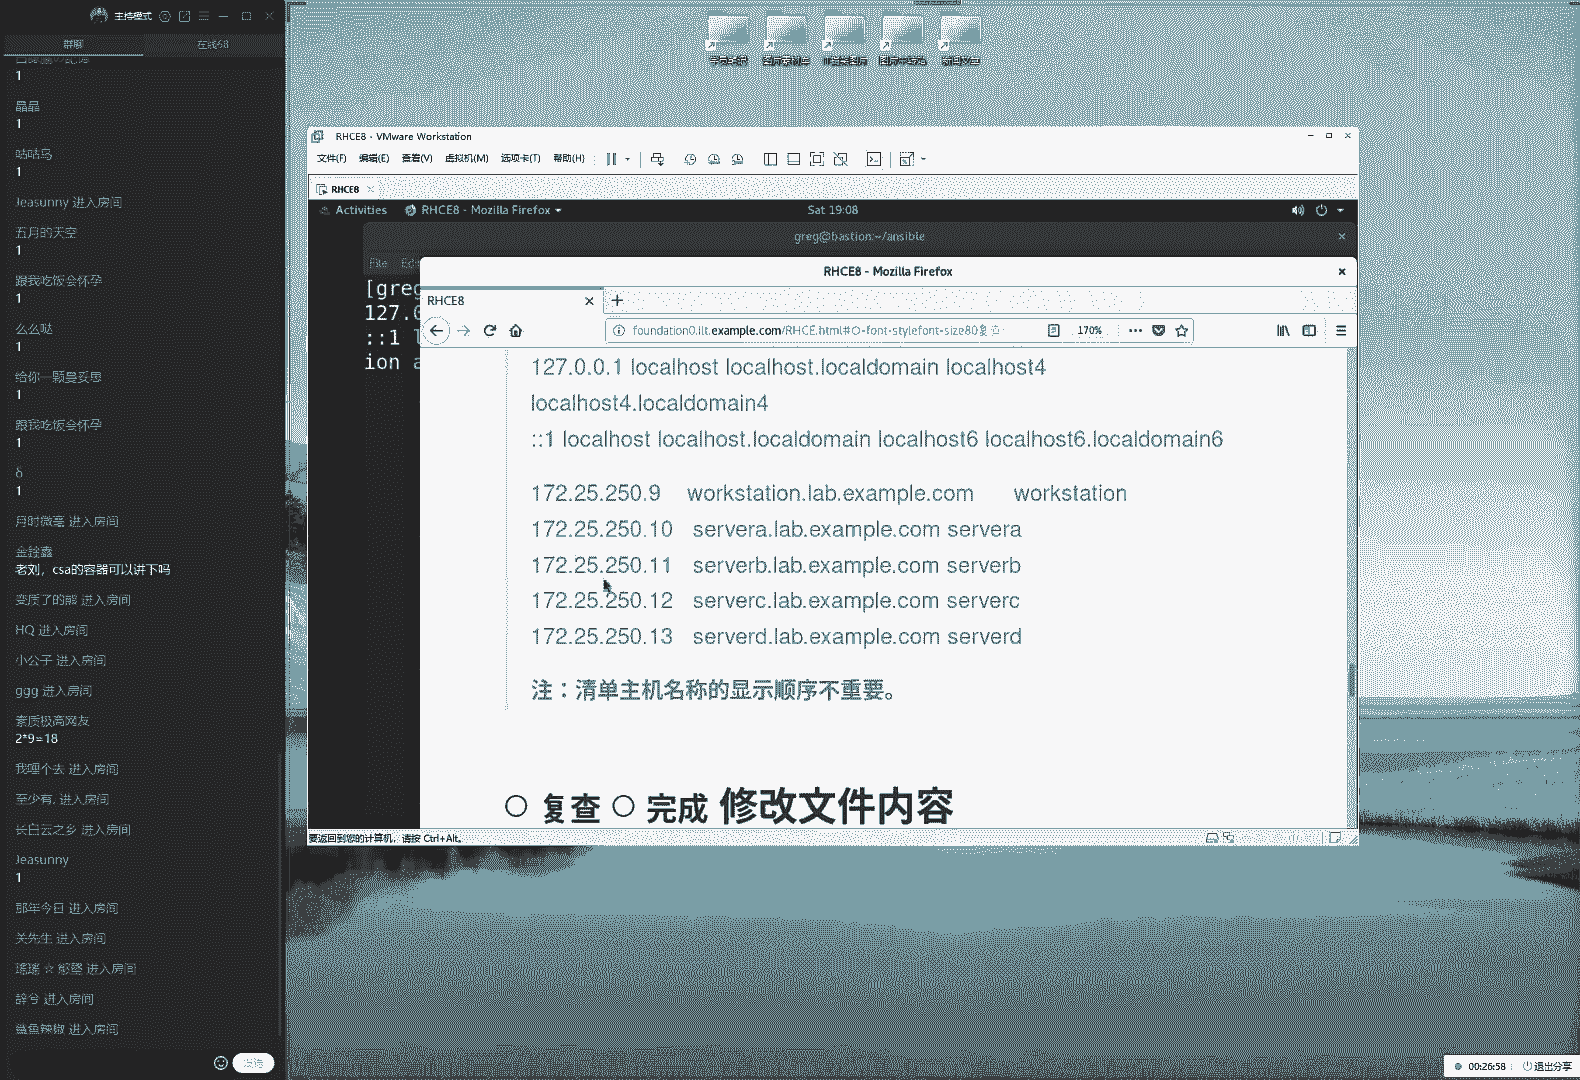 主持模式
群聊
在线68
1
晶晶
1
咕咕鸟
1
Jeasunny 进入房间
五月的天空
1
跟我吃饭会怀孕
1
么么哒
1
给你一颗曼妥思
1
跟我吃饭会怀孕
1
δ
1
月时微毫 进入房间
金鑫鑫
老刘，csa的容器可以讲下吗
变质了的熊 进入房间
HQ 进入房间
小公子 进入房间
ggg 进入房间
素质极高网友
2*9=18
我哩个去 进入房间
至少有. 进入房间
长白云之乡 进入房间
Jeasunny
1
那年今日 进入房间
关先生 进入房间
进入房间
辞兮 进入房间
鲨鱼辣椒 进入房间
发送
RHCE8 - VMware Workstation
文件(F) 编辑(E) 查看(V) 虚拟机(M) 选项卡(T) 帮助(H)
RHCE8
Activities
RHCE8 - Mozilla Firefox
Sat 19:08
greg@bastion:~/ansible
File
[greg
127.0
::1 l
ion a
RHCE8 - Mozilla Firefox
RHCE8
foundation0.ilt.example.com/RHCE.html#O-font-stylefont-size80复
170%
127.0.0.1 localhost localhost.localdomain localhost4
localhost4.localdomain4
::1 localhost localhost.localdomain localhost6 localhost6.localdomain6
172.25.250.9 workstation.lab.example.com workstation
172.25.250.10 servera.lab.example.com servera
172.25.250.11 serverb.lab.example.com serverb
172.25.250.12 serverc.lab.example.com serverc
172.25.250.13 serverd.lab.example.com serverd
注：清单主机名称的显示顺序不重要。
复查 完成 修改文件内容
要返回到您的计算机，请按 Ctrl+Alt。
00:26:58
退出分享